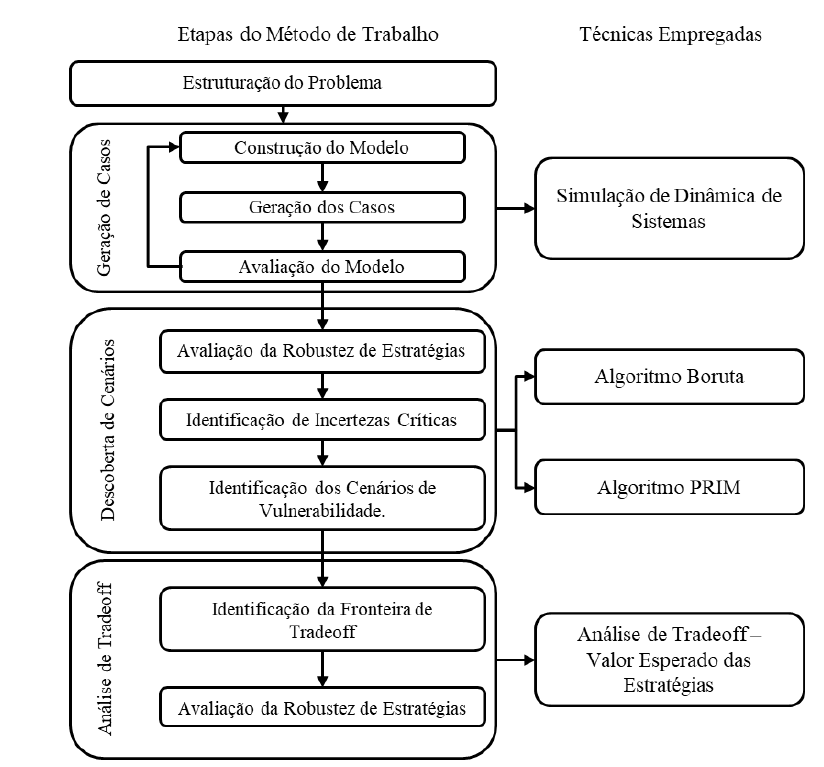 Etapas do Método de Trabalho
Técnicas Empregadas
Estruturação do Problema
Geração de Casos
Construção do Modelo
Geração dos Casos
Avaliação do Modelo
Simulação de Dinâmica de
Sistemas
Descoberta de Cenários
Avaliação da Robustez de Estratégias
Identificação de Incertezas Críticas
Identificação dos Cenários de
Vulnerabilidade.
Algoritmo Boruta
Algoritmo PRIM
Análise de Tradeoff
Identificação da Fronteira de
Tradeoff
Avaliação da Robustez de Estratégias
Análise de Tradeoff –
Valor Esperado das
Estratégias